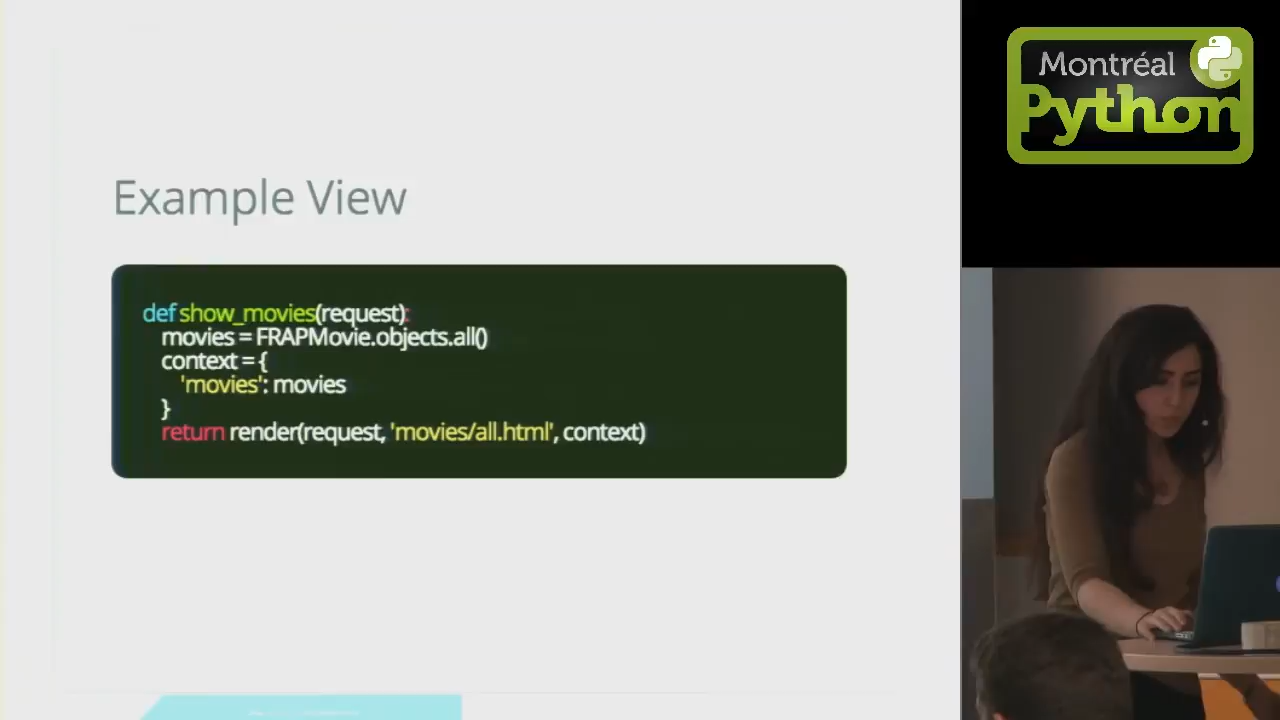 Example View
def show_movies(request):
movies = FRAPMovie.objects.all()
context = {
'movies': movies
}
return render(request, 'movies/all.html', context)
Montréal
Python